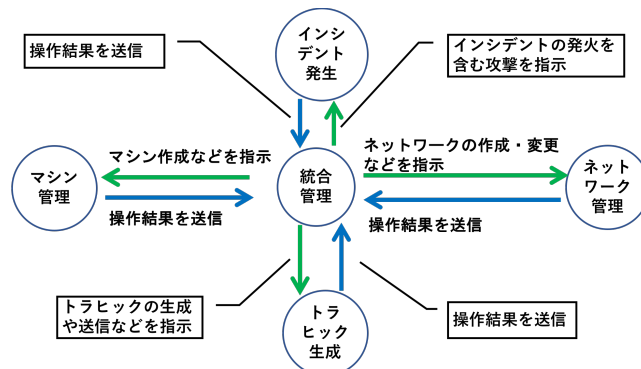 操作結果を送信
インシ
デント
発生
インシデントの発火を
含む攻撃を指示
マシン作成などを指示
ネットワークの作成・変更
などを指示
マシン
管理
統合
管理
ネット
ワーク
管理
操作結果を送信
操作結果を送信
トラヒックの生成
や送信などを指示
トラ
ヒック
生成
操作結果を送信